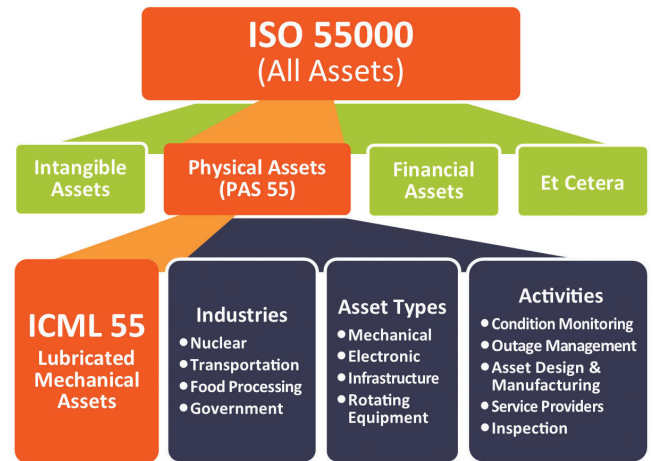 ISO 55000
(All Assets)
Intangible
Assets
Physical Assets
(PAS 55)
Financial
Assets
Et Cetera
ICML 55
Lubricated
Mechanical
Assets
Industries
• Nuclear
• Transportation
• Food Processing
• Government
Asset Types
• Mechanical
• Electronic
• Infrastructure
• Rotating
Equipment
Activities
• Condition Monitoring
• Outage Management
• Asset Design &
Manufacturing
• Service Providers
• Inspection